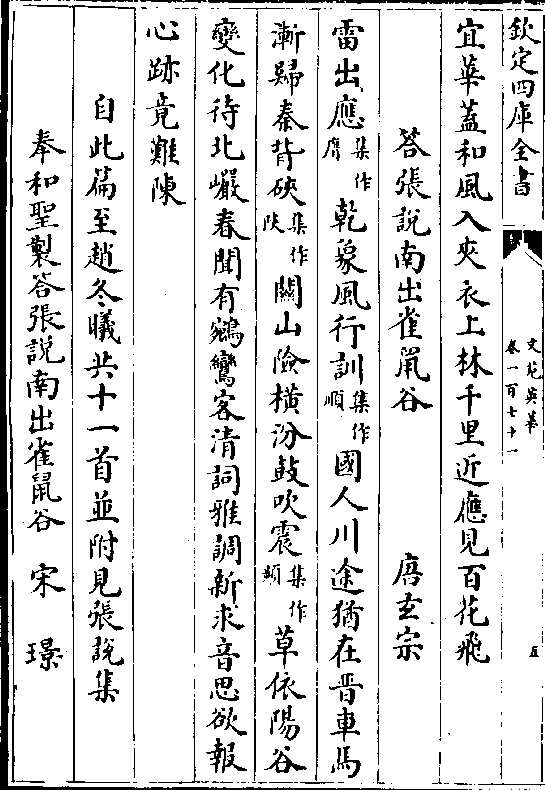 欽定四庫全書 文苑英華 卷一百七十一 五
宜華蓋和風入夾衣上林千里近應見百花飛
答張說南出雀鼠谷 唐玄宗
雷出應集作膺乾象風行訓集作順國人川途猶在晉車馬
漸歸秦背硤集作陜關山險橫汾鼓吹震集作頻草依陽谷
變化待北巖春聞有鵷鸞客清詞雅調新求音思欲報
心跡竟難陳
自此篇至趙冬曦共十一首並附見張說集
奉和聖製答張說南出雀鼠谷 宋璟